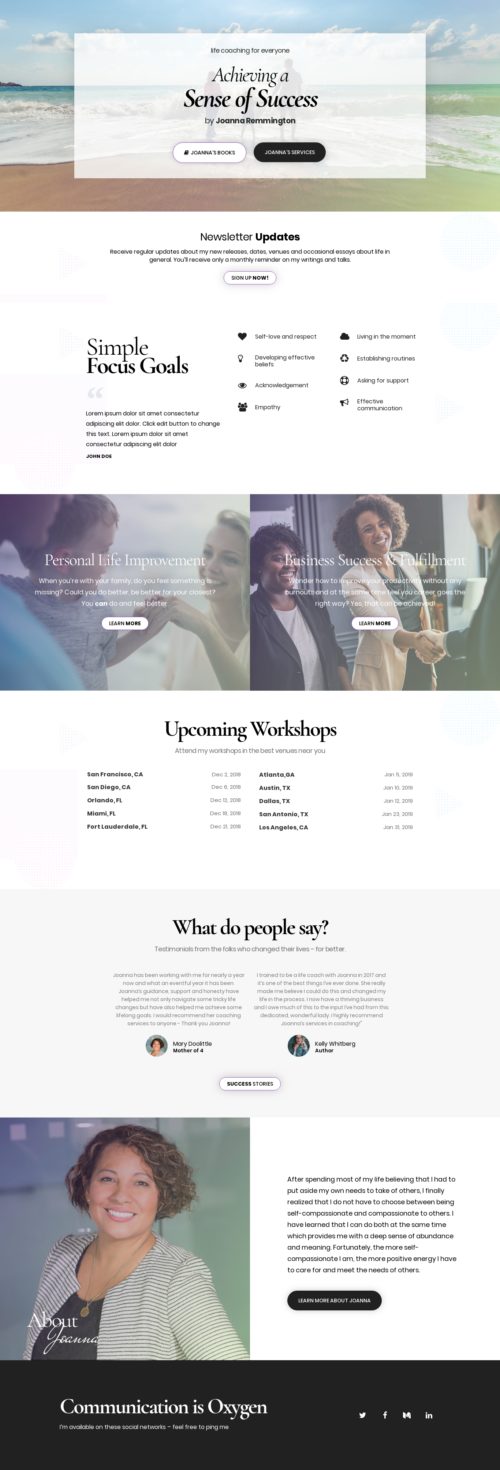 life coaching for everyone
Achieving a
Sense of Success
by Joanna Remmington
JOANNA'S BOOKS
JOANNA'S SERVICES
Newsletter Updates
Receive regular updates about my new releases, dates, venues and occasional essays about life in
general. You'll receive only a monthly reminder on my writings and talks.
SIGN UP NOW!
Simple
Focus Goals
“
Lorem ipsum dolor sit amet consectetur
adipiscing elit dolor. Click edit button to change
this text. Lorem ipsum dolor sit amet
consectetur adipiscing elit dolor
JOHN DOE
Self-love and respect
Developing effective
beliefs
Acknowledgement
Empathy
Living in the moment
Establishing routines
Asking for support
Effective
communication
Personal Life Improvement
When you're with your family, do you feel something is
missing? Could you do better, be better for your closest?
You can do and feel better.
LEARN MORE
Business Success & Fulfillment
Wonder how to improve your productivity without any
burnouts and at the same time feel you career goes the
right way? Yes, that can be achieved!
LEARN MORE
Upcoming Workshops
Attend my workshops in the best venues near you
San Francisco, CA Dec 2, 2018
San Diego, CA Dec 6, 2018
Orlando, FL Dec 12, 2018
Miami, FL Dec 18, 2018
Fort Lauderdale, FL Dec 21, 2018
Atlanta,GA Jan 5, 2019
Austin, TX Jan 10, 2019
Dallas, TX Jan 12, 2019
San Antonio, TX Jan 23, 2019
Los Angeles, CA Jan 31, 2019
What do people say?
Testimonials from the folks who changed their lives – for better.
Joanna has been working with me for nearly a year
now and what an eventful year it has been.
Joanna's guidance, support and honesty have
helped me not only navigate some tricky life
changes but have also helped me achieve some
lifelong goals. I would recommend her coaching
services to anyone - Thank you Joanna!
Mary Doolittle
Mother of 4
I trained to be a life coach with Joanna in 2017 and
it's one of the best things I've ever done. She really
made me believe I could do this and changed my
life in the process. I now have a thriving business
and I owe much of this to the input I've had from this
dedicated, wonderful lady. I highly recommend
Joanna's services in coaching!"
Kelly Whitberg
Author
SUCCESS STORIES
About
Joanna
After spending most of my life believing that I had to
put aside my own needs to take of others, I finally
realized that I do not have to choose between being
self-compassionate and compassionate to others. I
have learned that I can do both at the same time
which provides me with a deep sense of abundance
and meaning. Fortunately, the more self-
compassionate I am, the more positive energy I have
to care for and meet the needs of others.
LEARN MORE ABOUT JOANNA
Communication is Oxygen
I'm available on these social networks – feel free to ping me